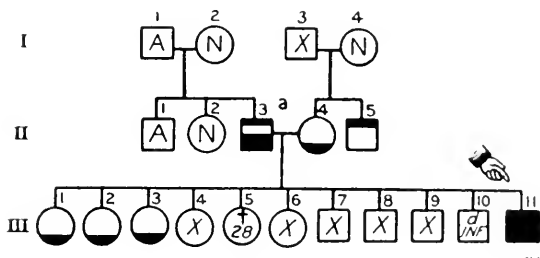 1 2 3 4
I A N X N
1 2 3 a 4 5
II A N
1 2 3 4 5 6 7 8 9 10 11
III X 28 X X X X d
INF